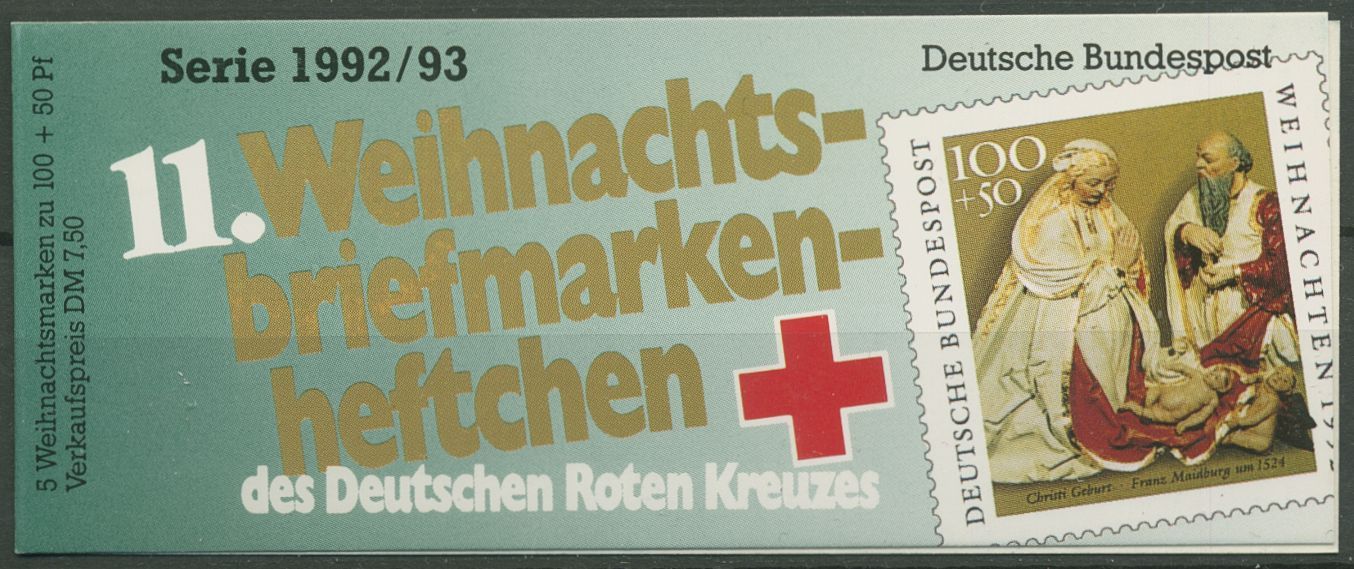 5 Weihnachtsmarken zu 100 + 50 Pf
Verkaufspreis DM 7,50
Serie 1992/93
Deutsche Bundespost
11. Weihnachts-
briefmarken-
heftchen
des Deutschen Roten Kreuzes
100
+50
DEUTSCHE BUNDESPOST
WEIHNACHTEN 1992
Christi Geburt · Franz Maidburg um 1524